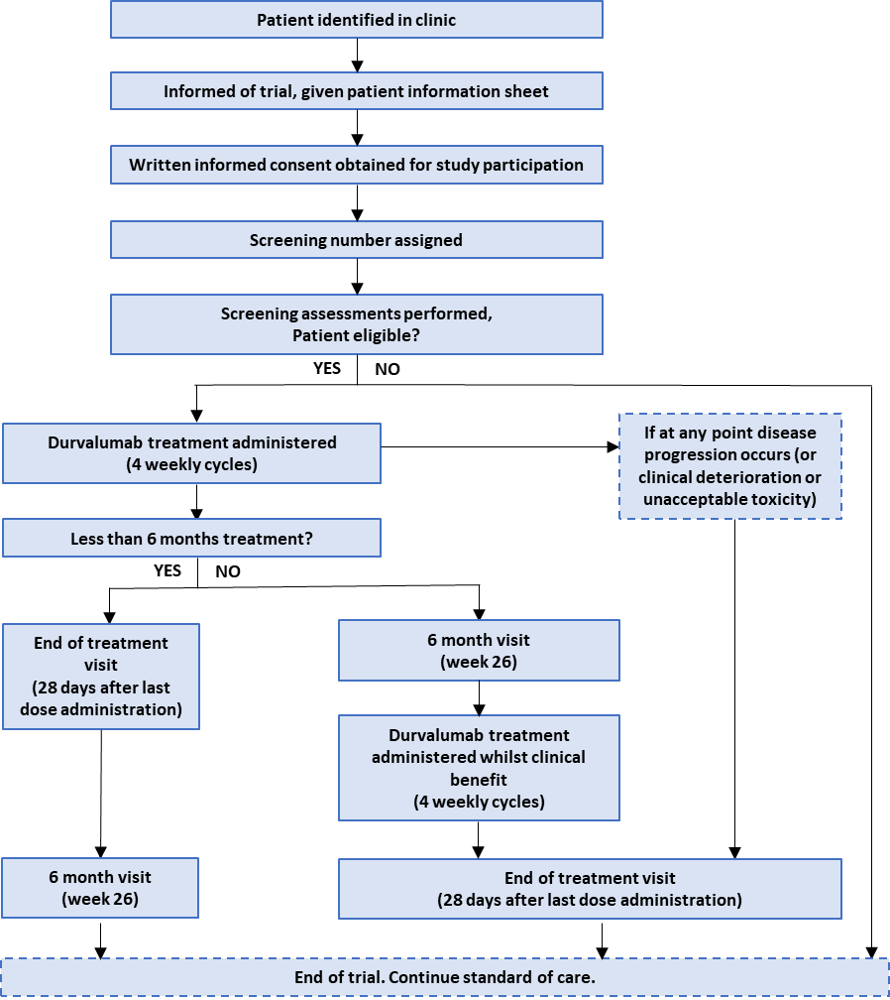 Patient identified in clinic
Informed of trial, given patient information sheet
Written informed consent obtained for study participation
Screening number assigned
Screening assessments performed,
Patient eligible?
YES
NO
Durvalumab treatment administered
(4 weekly cycles)
If at any point disease
progression occurs (or
clinical deterioration or
unacceptable toxicity)
Less than 6 months treatment?
YES
NO
End of treatment
visit
(28 days after last
dose administration)
6 month visit
(week 26)
Durvalumab treatment
administered whilst clinical
benefit
(4 weekly cycles)
6 month visit
(week 26)
End of treatment visit
(28 days after last dose administration)
End of trial. Continue standard of care.